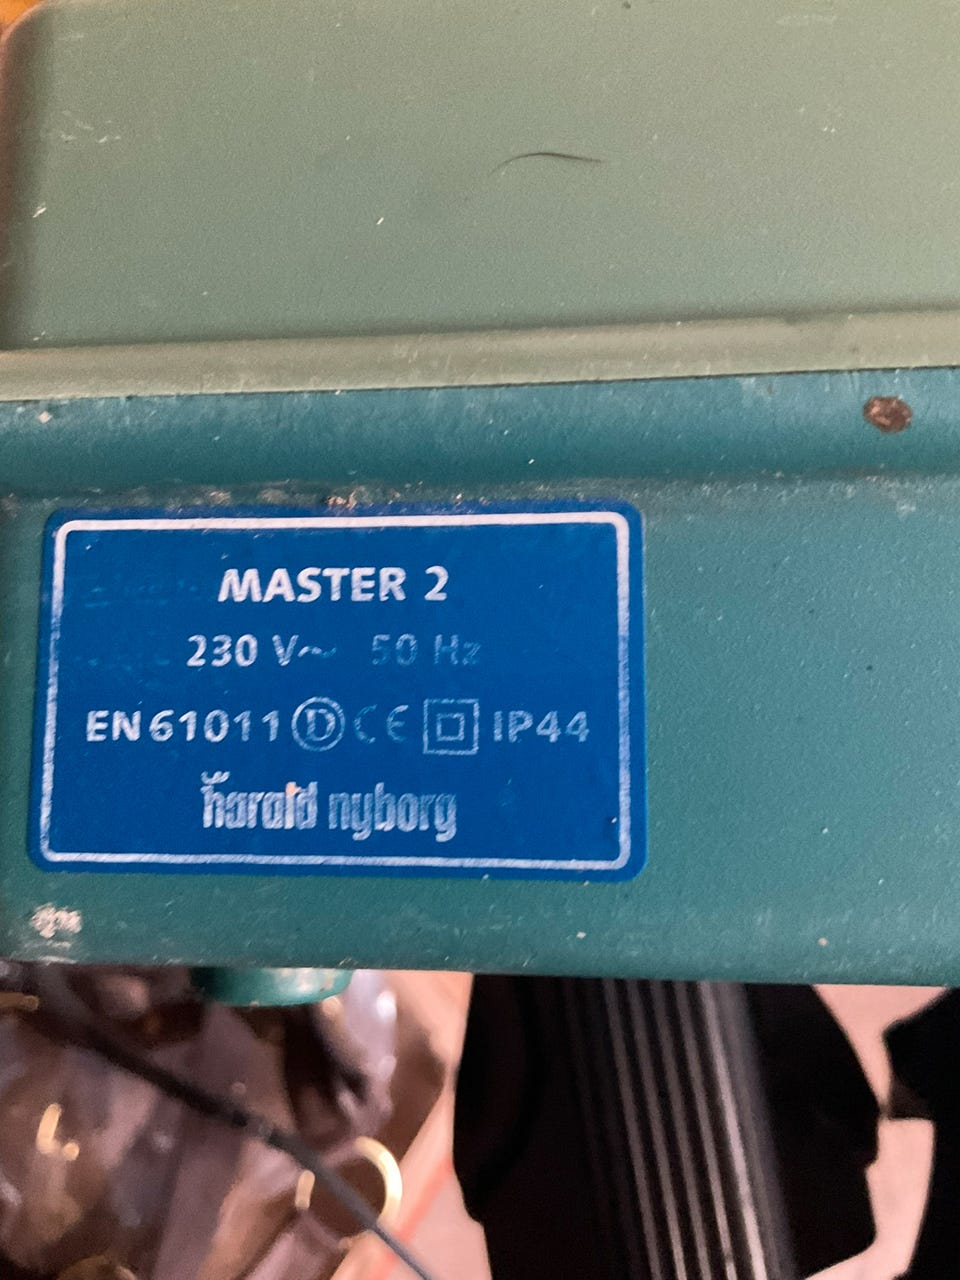 MASTER 2
230 V~ 50 Hz
EN 61011 D CE IP44
harald nyborg